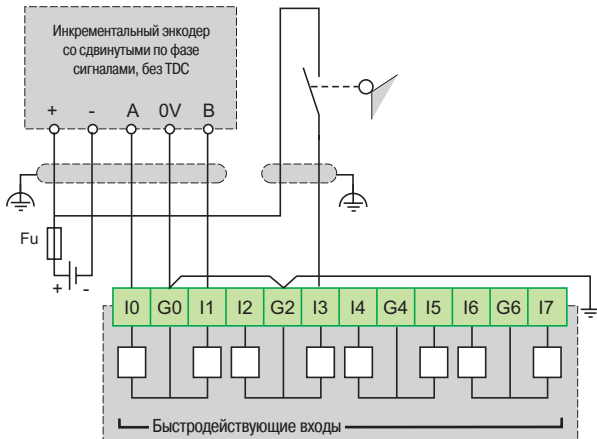 Инкрементальный энкодер
со сдвинутыми по фазе
сигналами, без TDC
+ - A 0V B
Fu
+ -
I0 G0 I1 I2 G2 I3 I4 G4 I5 I6 G6 I7
Быстродействующие входы